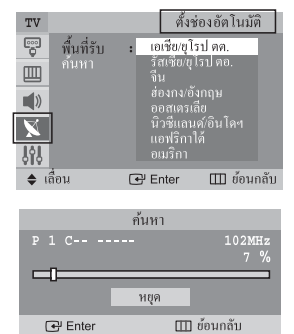 TV ตั้งช่องอัตโนมัติ
พื้นที่รับ : เอเชีย/ยุโรป ตต.
ค้นหา รัสเซีย/ยุโรป ตอ.
จีน
ฮ่องกง/อังกฤษ
ออสเตรเลีย
นิวซีแลนด์/อินโดฯ
แอฟริกาใต้
อเมริกา
เลื่อน Enter ย้อนกลับ
ค้นหา
P 1 C-- ----- 102MHz
7 %
หยุด
Enter ย้อนกลับ